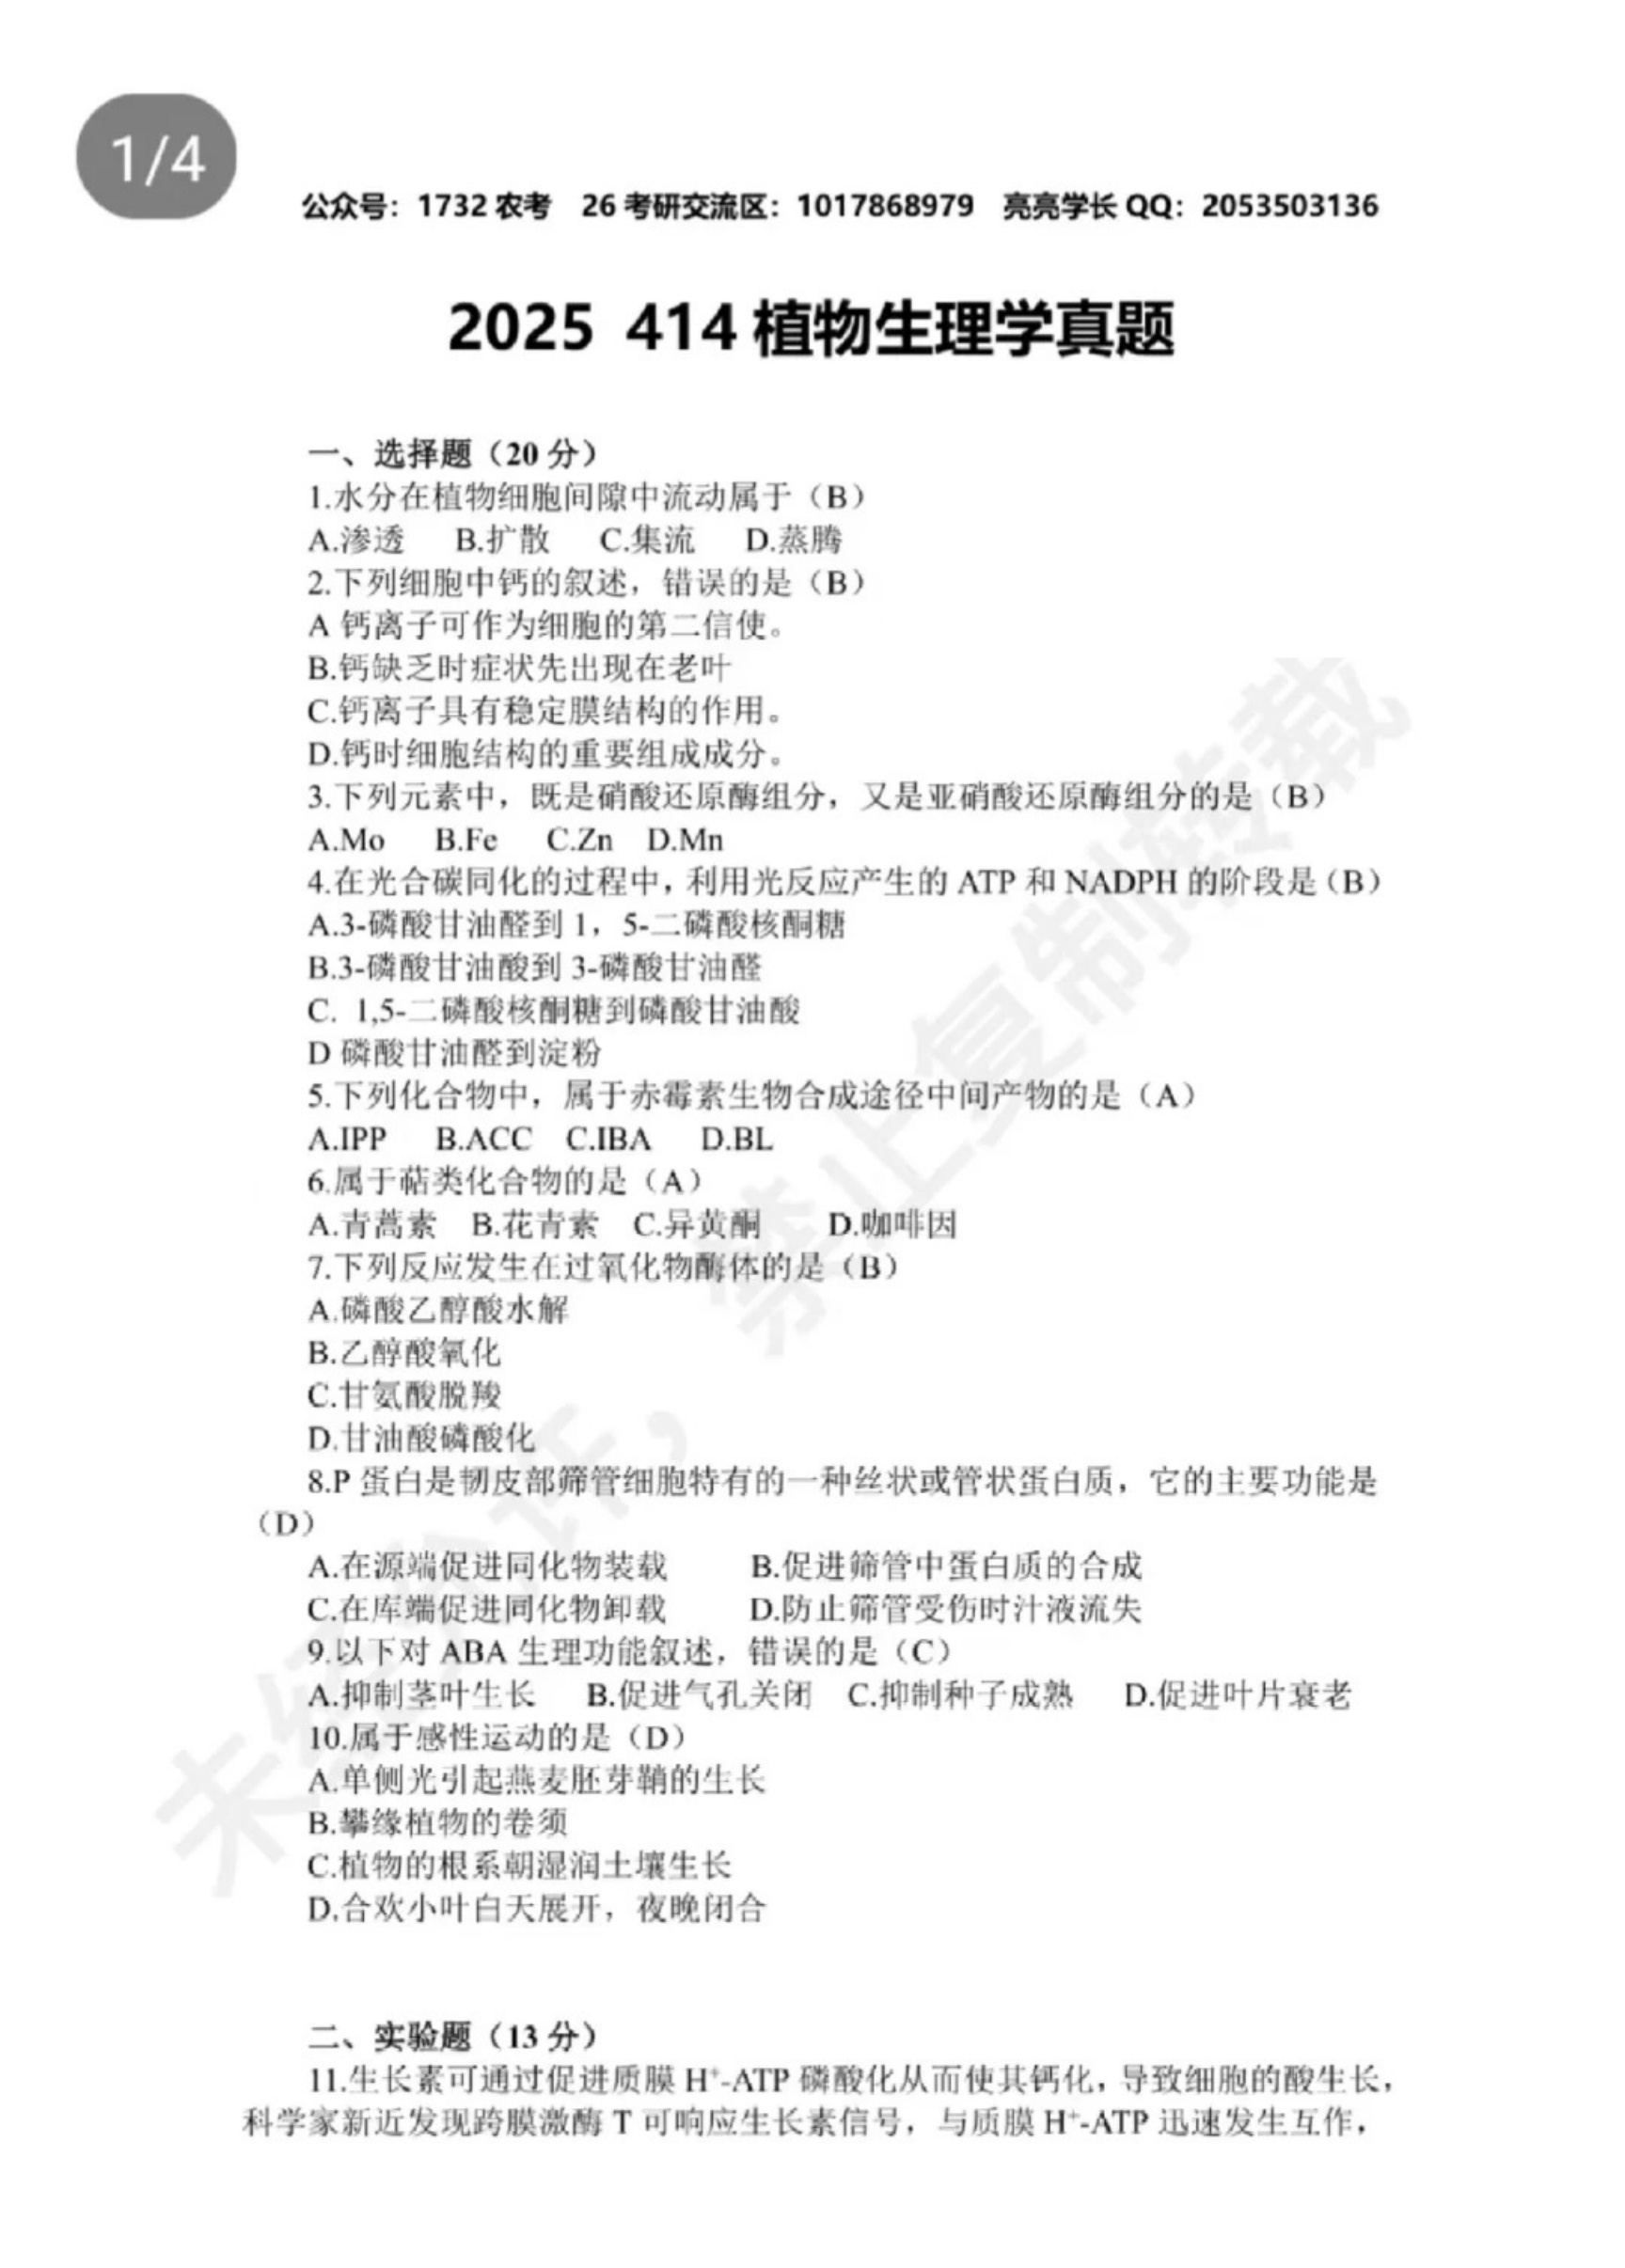 1/4
公众号：1732 农考 26 考研交流区：1017868979 亮亮学长 QQ：2053503136
2025 414 植物生理学真题
一、选择题（20 分）
1.水分在植物细胞间隙中流动属于（B）
A.渗透 B.扩散 C.集流 D.蒸腾
2.下列细胞中钙的叙述，错误的是（B）
A 钙离子可作为细胞的第二信使。
B.钙缺乏时症状先出现在老叶
C.钙离子具有稳定膜结构的作用。
D.钙时细胞结构的重要组成成分。
3.下列元素中，既是硝酸还原酶组分，又是亚硝酸还原酶组分的是（B）
A.Mo B.Fe C.Zn D.Mn
4.在光合碳同化的过程中，利用光反应产生的 ATP 和 NADPH 的阶段是（B）
A.3-磷酸甘油醛到 1，5-二磷酸核酮糖
B.3-磷酸甘油酸到 3-磷酸甘油醛
C. 1,5-二磷酸核酮糖到磷酸甘油酸
D 磷酸甘油醛到淀粉
5.下列化合物中，属于赤霉素生物合成途径中间产物的是（A）
A.IPP B.ACC C.IBA D.BL
6.属于萜类化合物的是（A）
A.青蒿素 B.花青素 C.异黄酮 D.咖啡因
7.下列反应发生在过氧化物酶体的是（B）
A.磷酸乙醇酸水解
B.乙醇酸氧化
C.甘氨酸脱羧
D.甘油酸磷酸化
8.P 蛋白是韧皮部筛管细胞特有的一种丝状或管状蛋白质，它的主要功能是
（D）
A.在源端促进同化物装载 B.促进筛管中蛋白质的合成
C.在库端促进同化物卸载 D.防止筛管受伤时汁液流失
9.以下对 ABA 生理功能叙述，错误的是（C）
A.抑制茎叶生长 B.促进气孔关闭 C.抑制种子成熟 D.促进叶片衰老
10.属于感性运动的是（D）
A.单侧光引起燕麦胚芽鞘的生长
B.攀缘植物的卷须
C.植物的根系朝湿润土壤生长
D.合欢小叶白天展开，夜晚闭合
二、实验题（13 分）
11.生长素可通过促进质膜 H⁺-ATP 磷酸化从而使其钙化，导致细胞的酸生长，
科学家新近发现跨膜激酶 T 可响应生长素信号，与质膜 H⁺-ATP 迅速发生互作，
未经允许，禁止复制转载